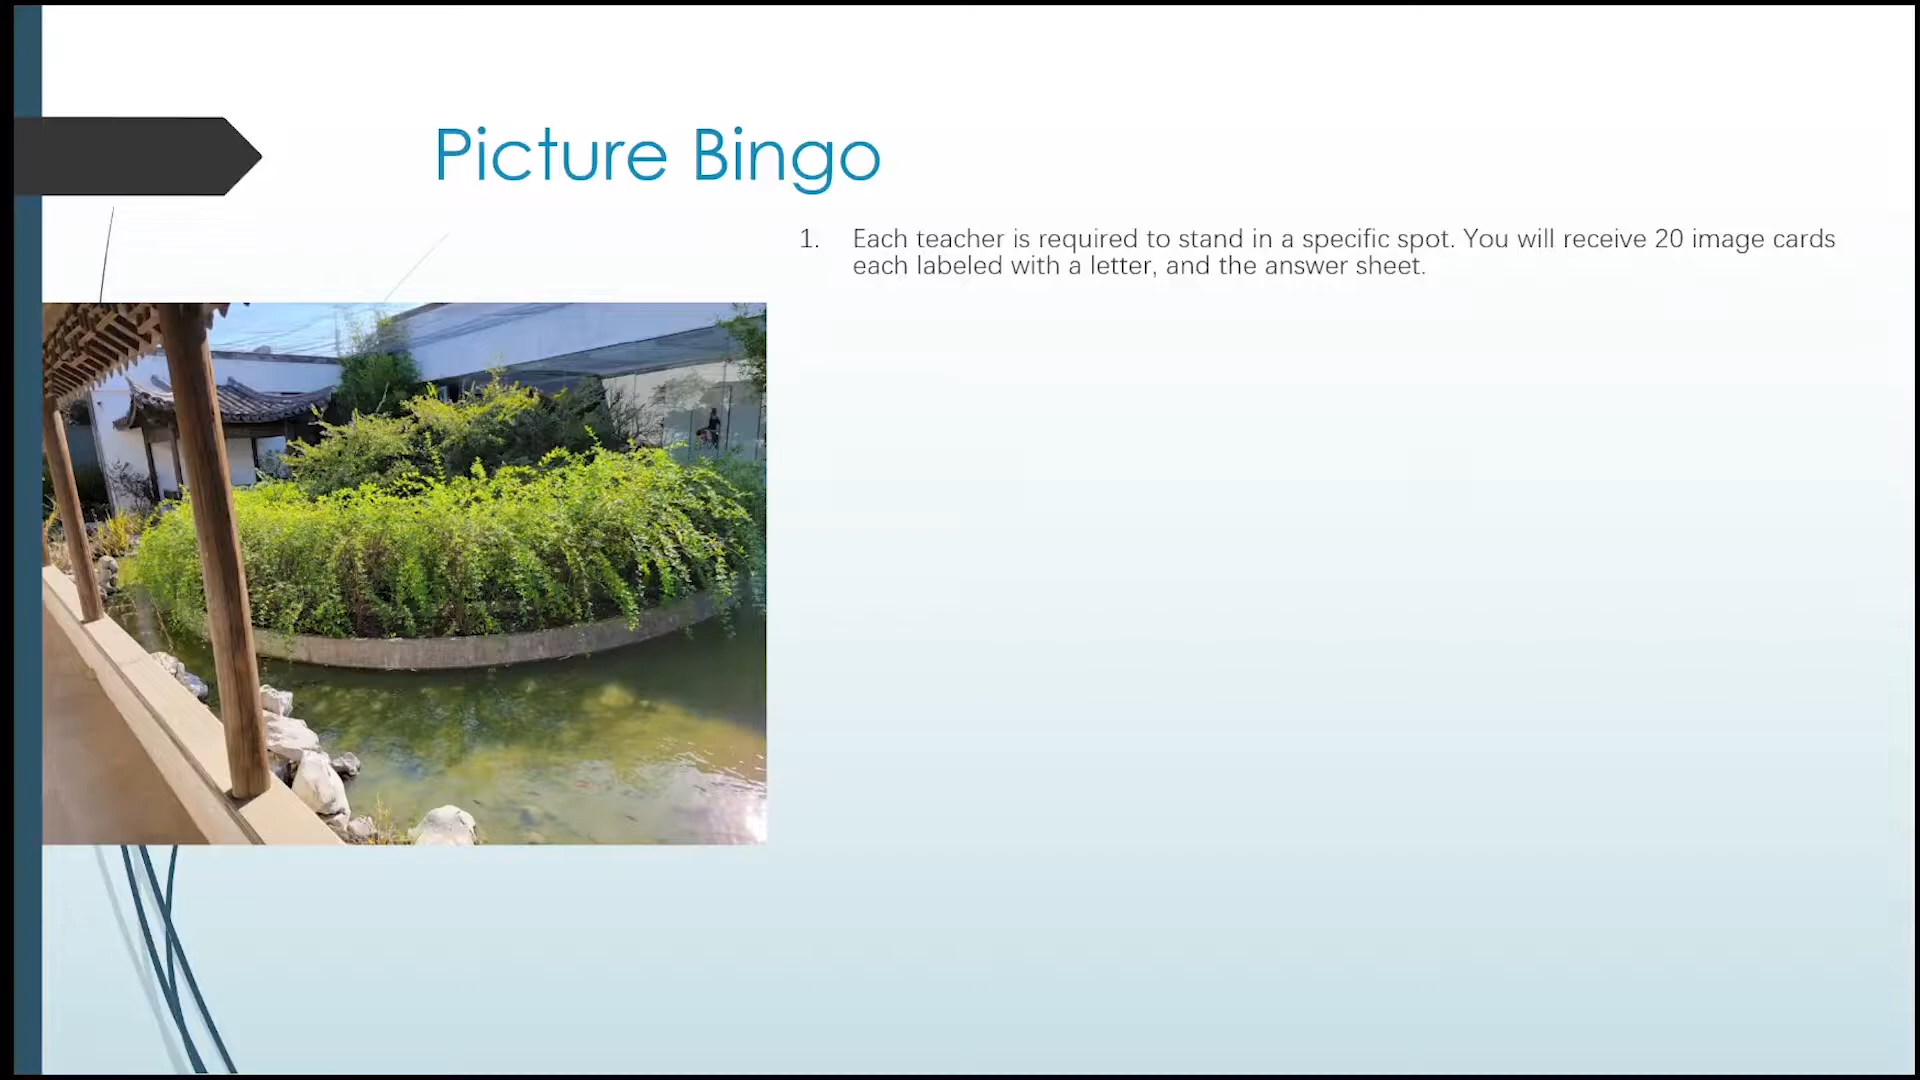 Picture Bingo
1. Each teacher is required to stand in a specific spot. You will receive 20 image cards
each labeled with a letter, and the answer sheet.